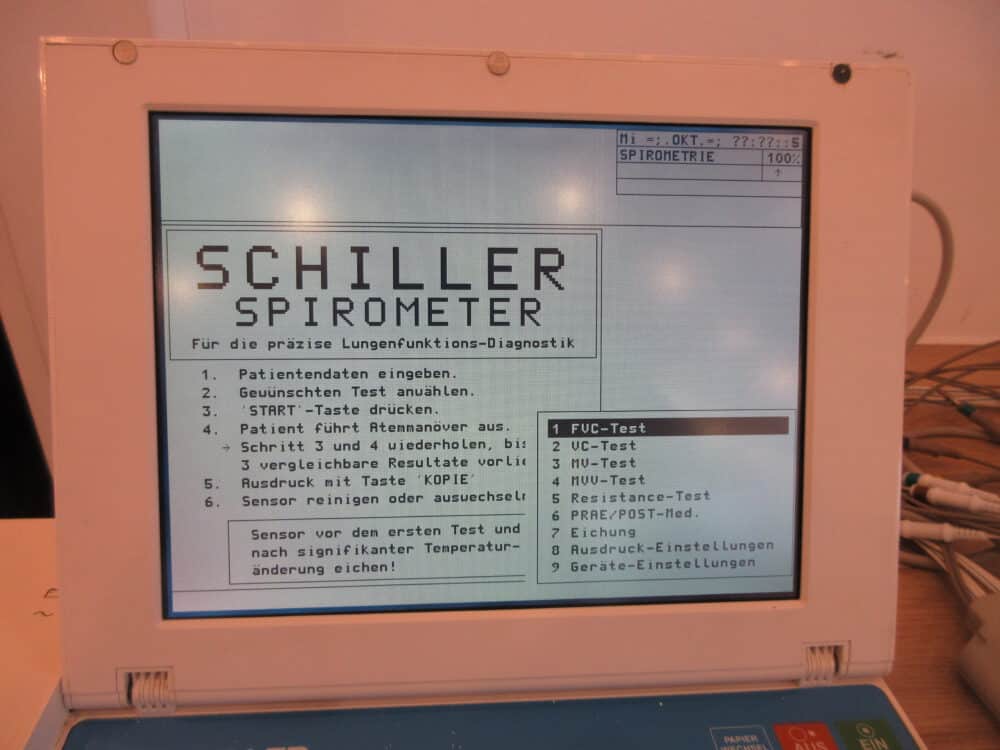 Mi =;.OKT.=; ??:??::5
SPIROMETRIE 100%
↑
SCHILLER
SPIROMETER
Für die präzise Lungenfunktions-Diagnostik
1. Patientendaten eingeben.
2. Gewünschten Test anwählen.
3. 'START'-Taste drücken.
4. Patient führt Atemmanöver aus.
→ Schritt 3 und 4 wiederholen, bis
3 vergleichbare Resultate vorlie
5. Ausdruck mit Taste 'KOPIE'
6. Sensor reinigen oder auswechseln
Sensor vor dem ersten Test und
nach signifikanter Temperatur-
änderung eichen!
1 FVC-Test
2 VC-Test
3 MV-Test
4 MVV-Test
5 Resistance-Test
6 PRAE/POST-Med.
7 Eichung
8 Ausdruck-Einstellungen
9 Geräte-Einstellungen
PAPIER
WECHSEL
AUS
EIN